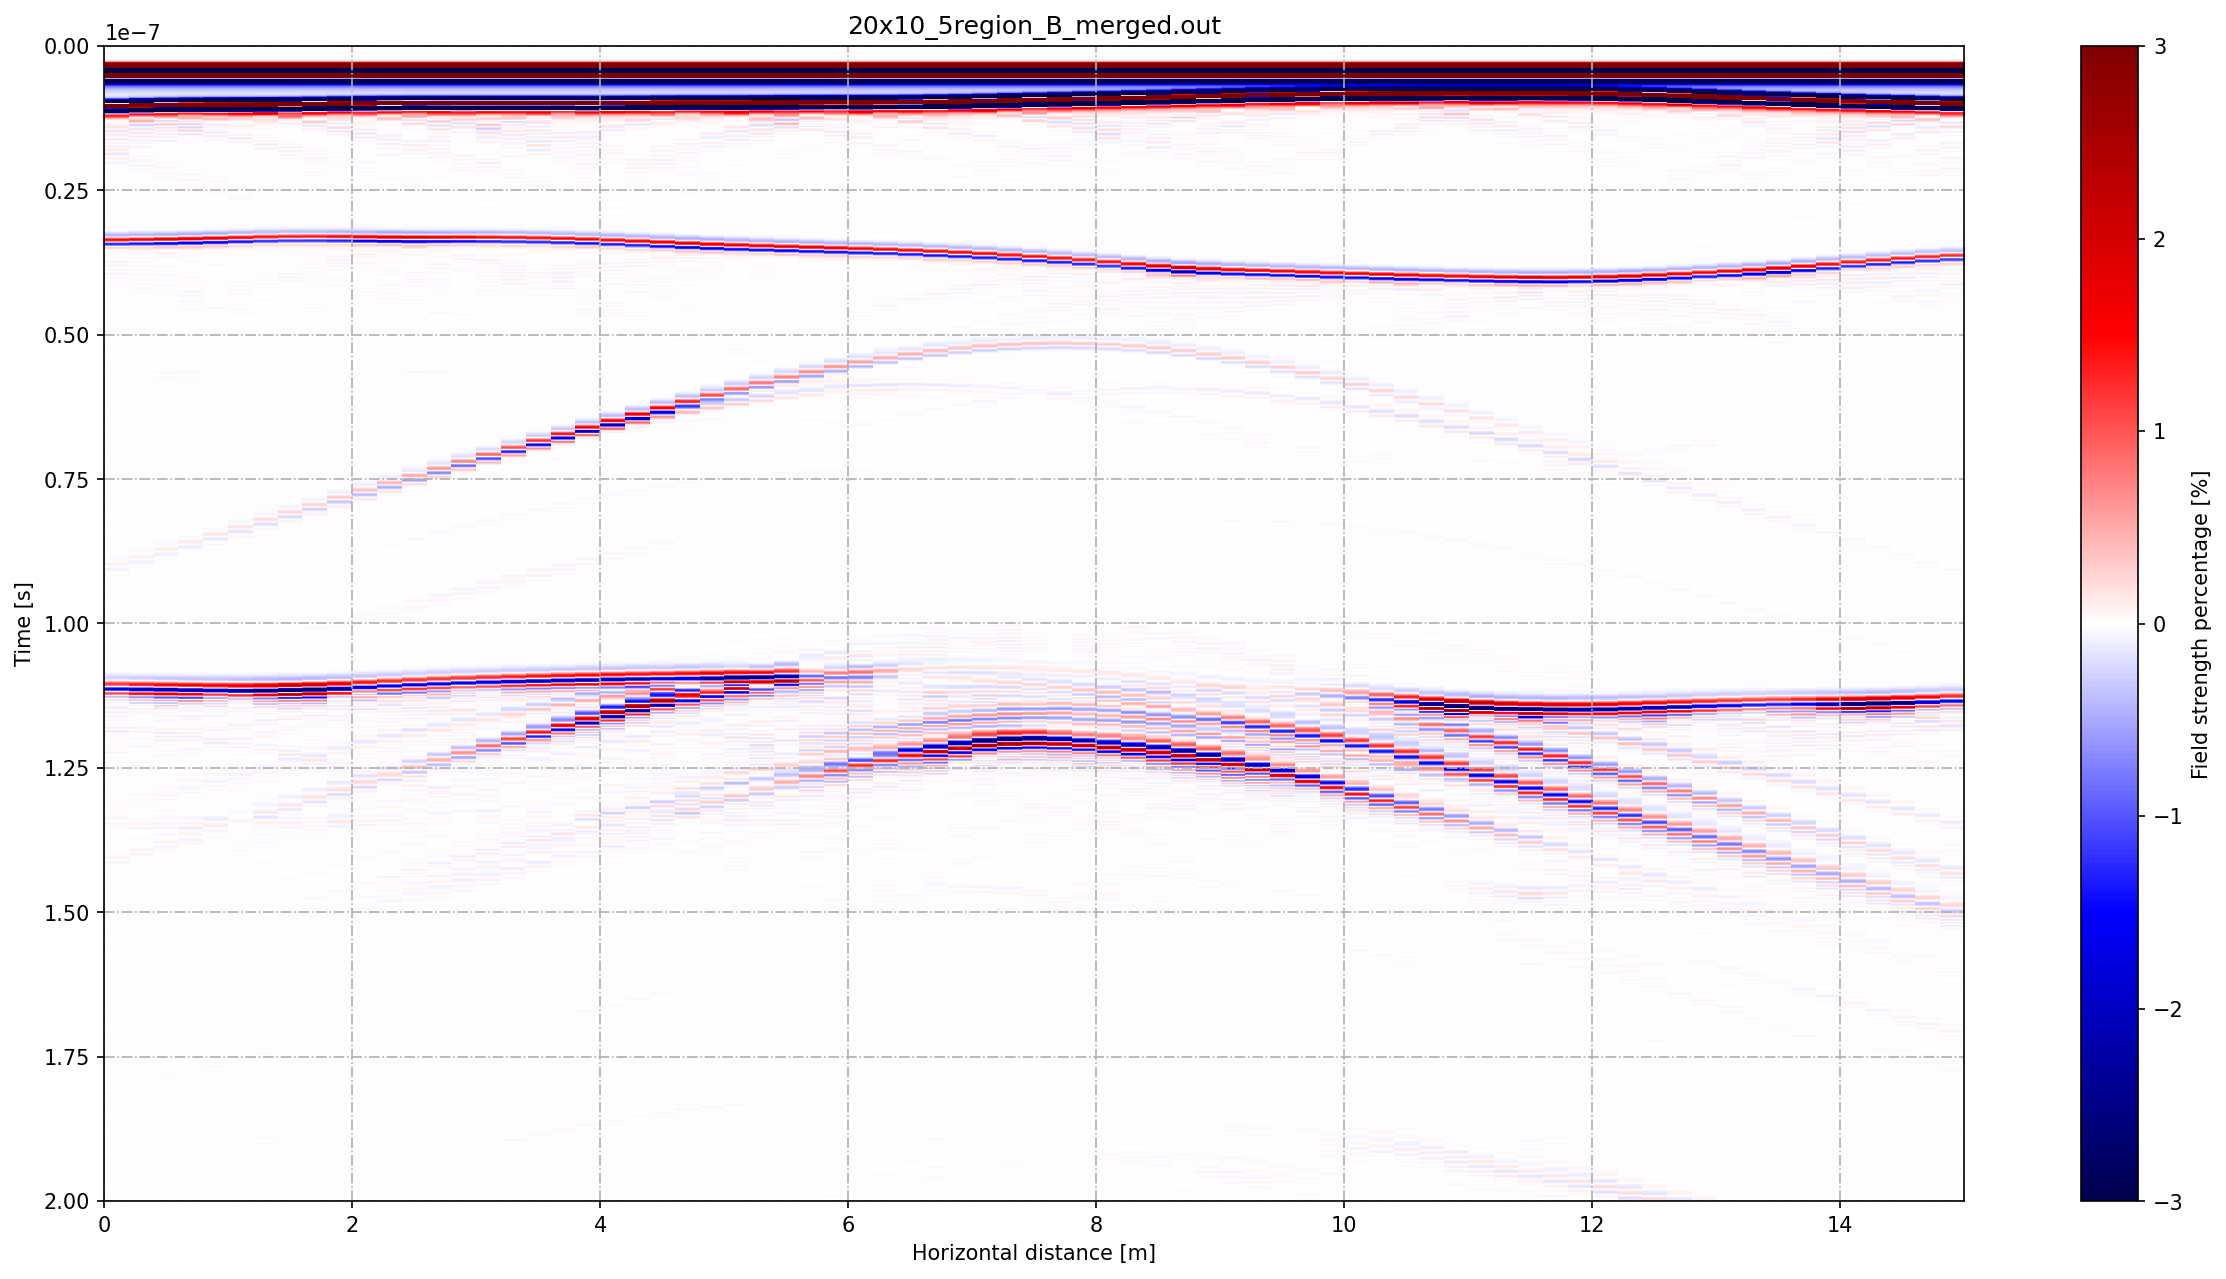 20x10_5region_B_merged.out
1e−7
0.00
0.25
0.50
0.75
1.00
1.25
1.50
1.75
2.00
Time [s]
0 2 4 6 8 10 12 14
Horizontal distance [m]
3
2
1
0
−1
−2
−3
Field strength percentage [%]